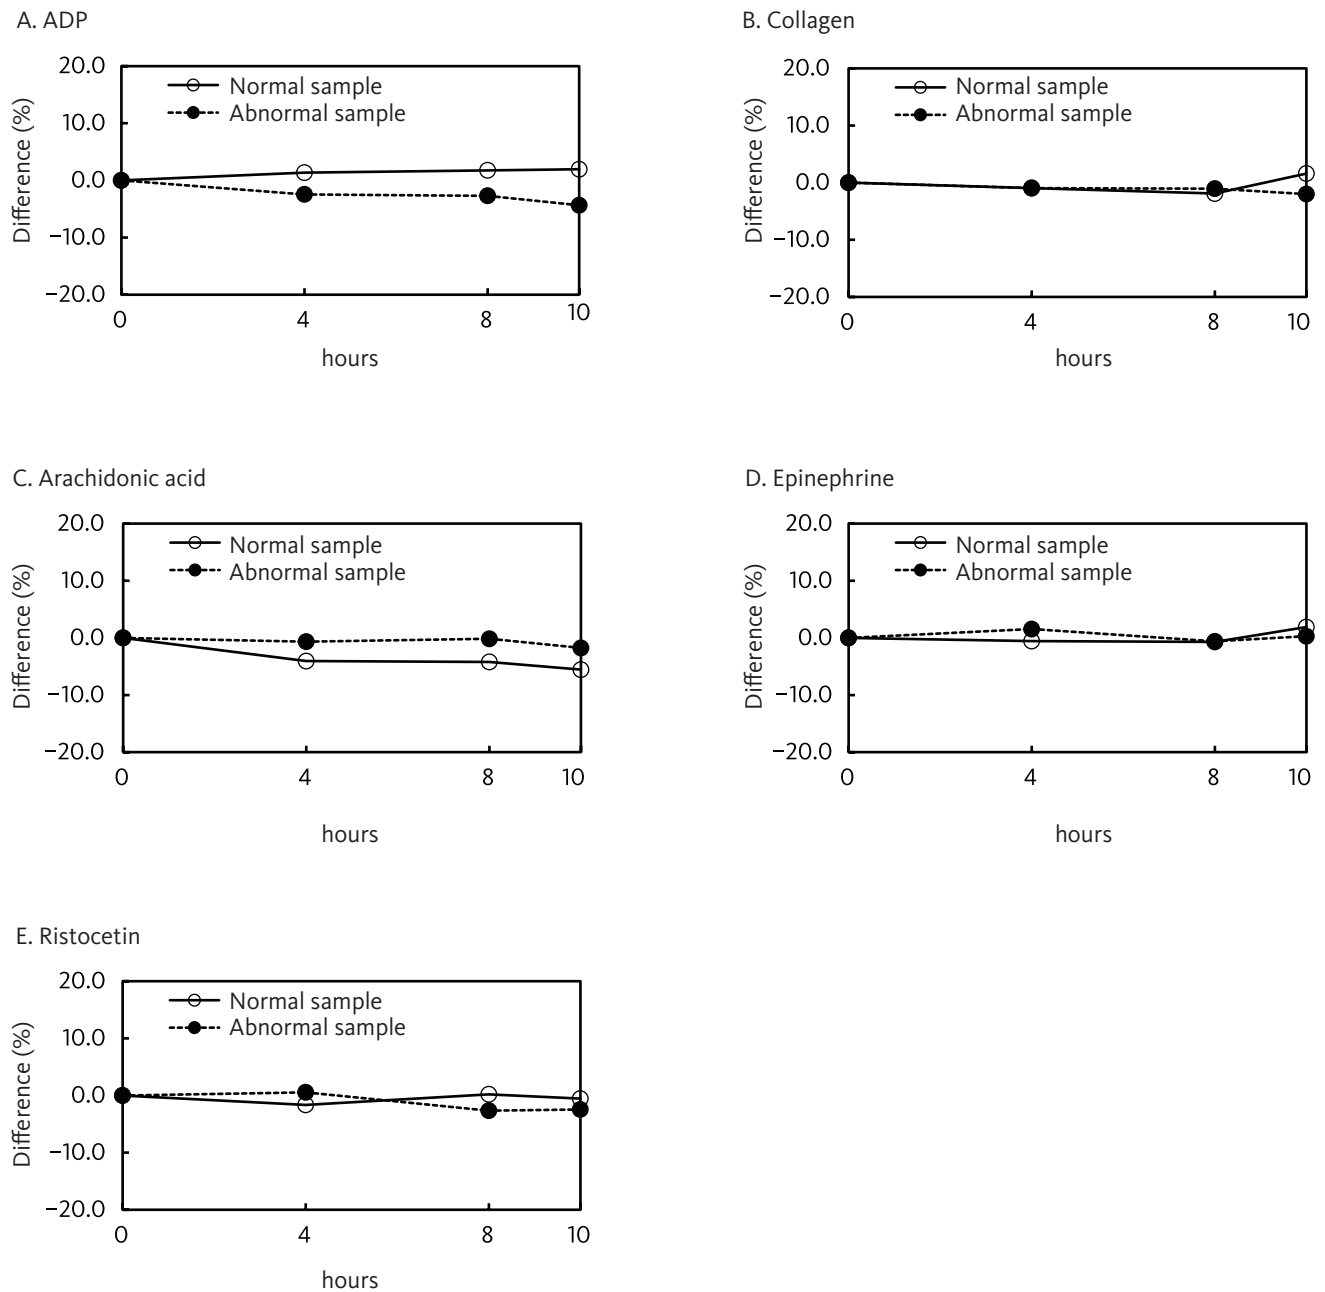 A. ADP
20.0
10.0
0.0
−10.0
−20.0
Difference (%)
Normal sample
Abnormal sample
0
4
8
10
hours
B. Collagen
20.0
10.0
0.0
−10.0
−20.0
Difference (%)
Normal sample
Abnormal sample
0
4
8
10
hours
C. Arachidonic acid
20.0
10.0
0.0
−10.0
−20.0
Difference (%)
Normal sample
Abnormal sample
0
4
8
10
hours
D. Epinephrine
20.0
10.0
0.0
−10.0
−20.0
Difference (%)
Normal sample
Abnormal sample
0
4
8
10
hours
E. Ristocetin
20.0
10.0
0.0
−10.0
−20.0
Difference (%)
Normal sample
Abnormal sample
0
4
8
10
hours